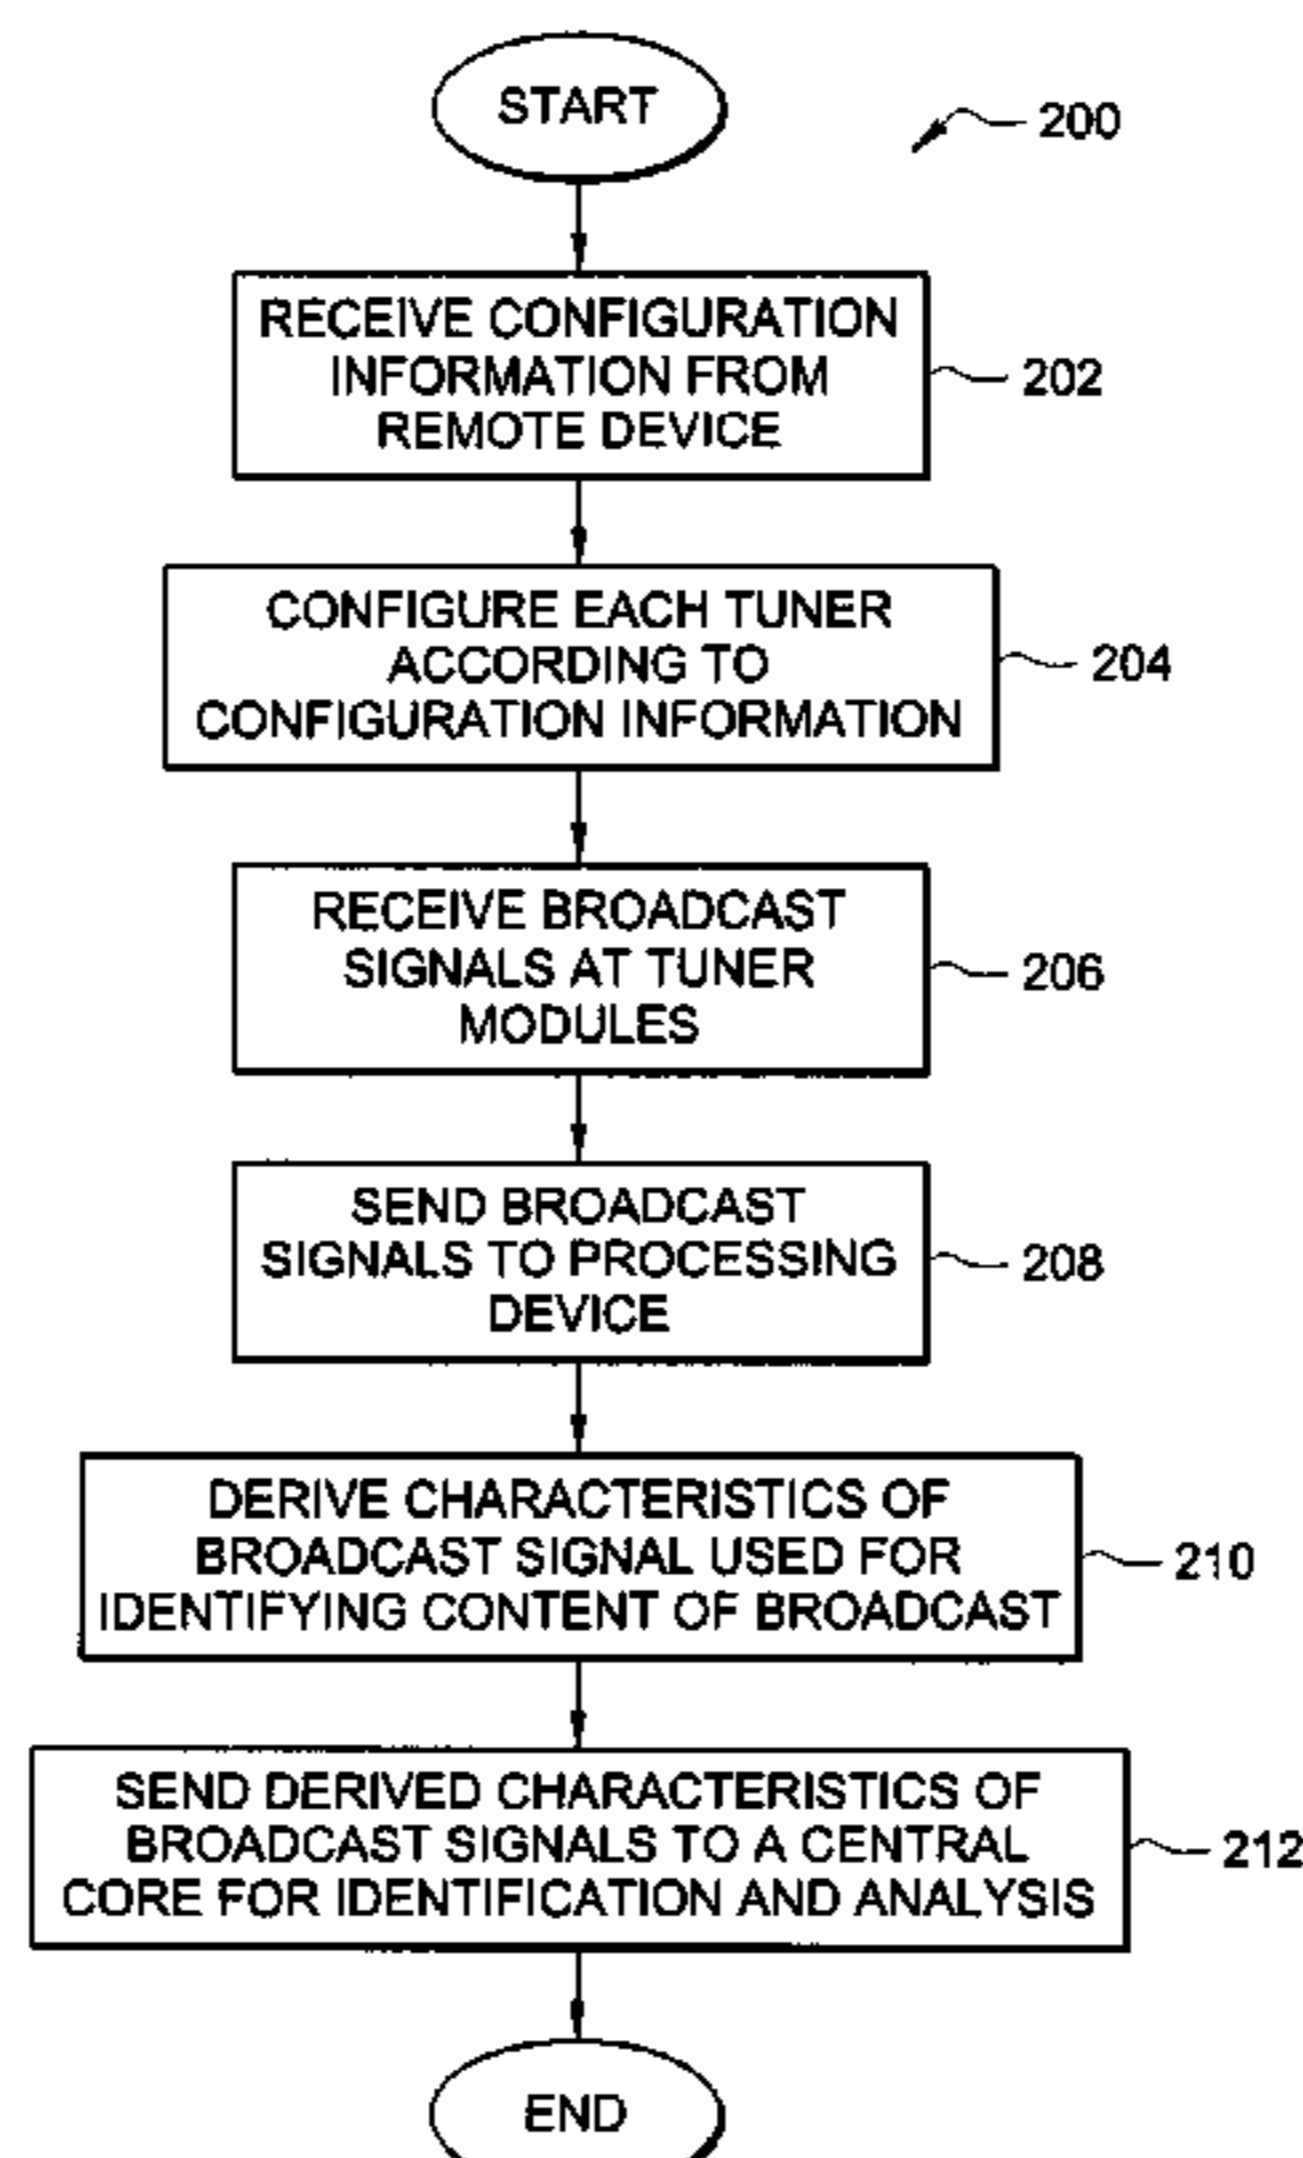 START
200
RECEIVE CONFIGURATION
INFORMATION FROM
REMOTE DEVICE
202
CONFIGURE EACH TUNER
ACCORDING TO
CONFIGURATION INFORMATION
204
RECEIVE BROADCAST
SIGNALS AT TUNER
MODULES
206
SEND BROADCAST
SIGNALS TO PROCESSING
DEVICE
208
DERIVE CHARACTERISTICS OF
BROADCAST SIGNAL USED FOR
IDENTIFYING CONTENT OF BROADCAST
210
SEND DERIVED CHARACTERISTICS OF
BROADCAST SIGNALS TO A CENTRAL
CORE FOR IDENTIFICATION AND ANALYSIS
212
END